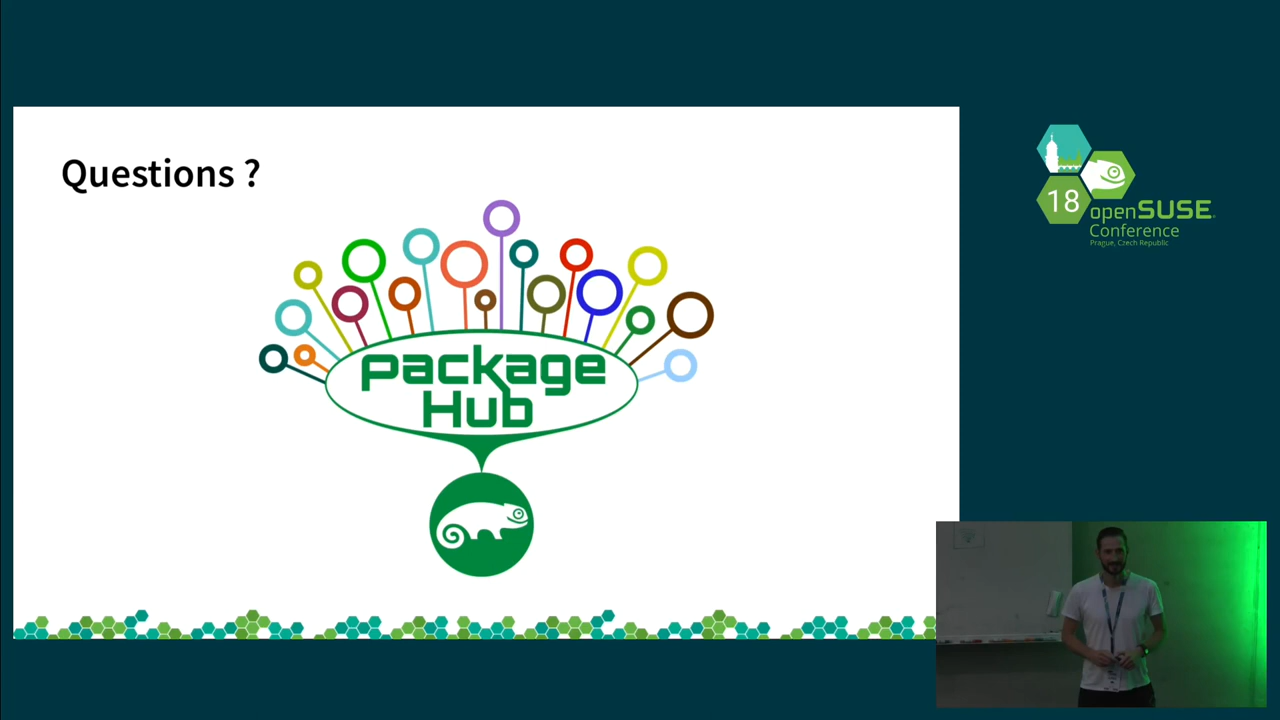 Questions ?
Package
Hub
18
openSUSE
Conference
Prague, Czech Republic